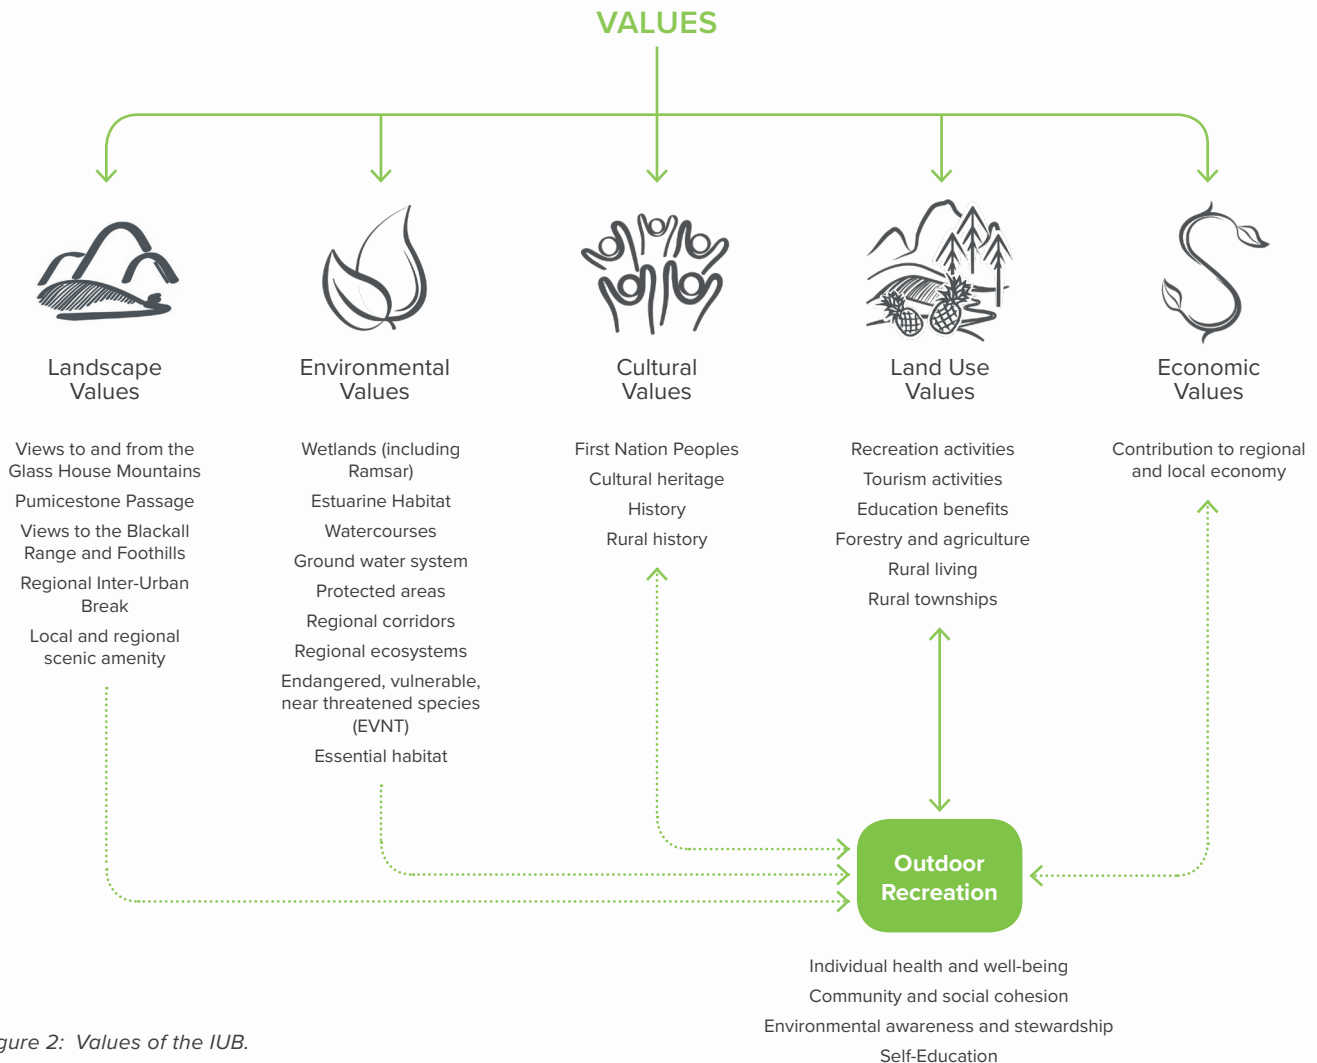 VALUES
Landscape
Values
Views to and from the
Glass House Mountains
Pumicestone Passage
Views to the Blackall
Range and Foothills
Regional Inter-Urban
Break
Local and regional
scenic amenity
Environmental
Values
Wetlands (including
Ramsar)
Estuarine Habitat
Watercourses
Ground water system
Protected areas
Regional corridors
Regional ecosystems
Endangered, vulnerable,
near threatened species
(EVNT)
Essential habitat
Cultural
Values
First Nation Peoples
Cultural heritage
History
Rural history
Land Use
Values
Recreation activities
Tourism activities
Education benefits
Forestry and agriculture
Rural living
Rural townships
Economic
Values
Contribution to regional
and local economy
Outdoor
Recreation
Individual health and well-being
Community and social cohesion
Environmental awareness and stewardship
Self-Education
gure 2: Values of the IUB.